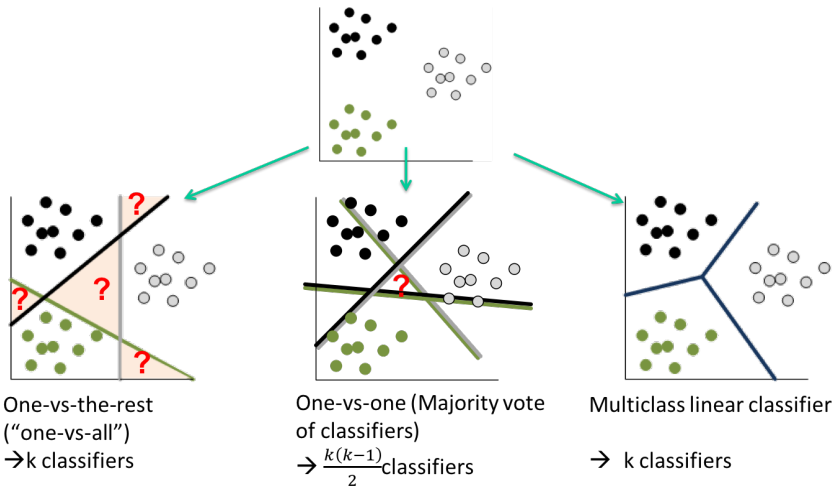 ?
?
?
?
?
One-vs-the-rest
("one-vs-all")
→k classifiers
One-vs-one (Majority vote
of classifiers)
→ k(k−1)/2 classifiers
Multiclass linear classifier
→ k classifiers